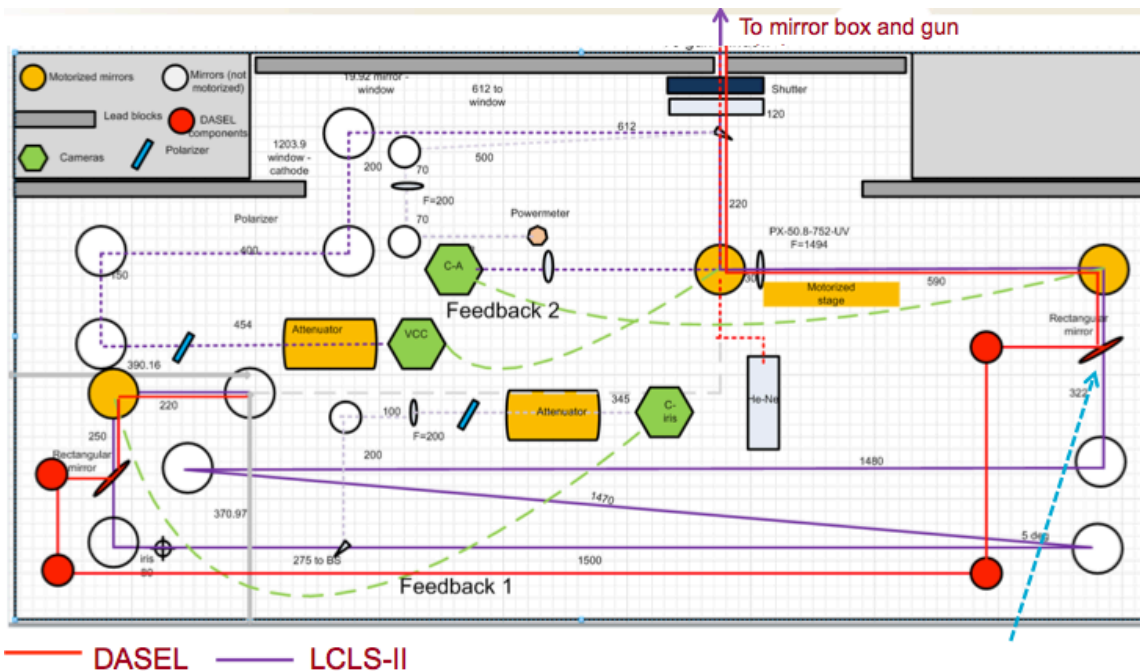 To mirror box and gun
Motorized mirrors
Mirrors (not
motorized)
Lead blocks
DASEL
components
Cameras
Polarizer
19.92 mirror -
window
612 to
window
Shutter
120
612
1203.9
window -
cathode
200
70
500
F=200
70
220
Polarizer
Powermeter
PX-50.8-752-UV
F=1494
400
150
C-A
590
Motorized
stage
Feedback 2
454
Attenuator
VCC
Rectangular
mirror
390.16
220
322
100
F=200
Attenuator
345
C-
iris
He-Ne
250
Rectangular
mirror
200
1480
1470
370.97
5 deg
iris
80
275 to BS
1500
Feedback 1
DASEL
LCLS-II